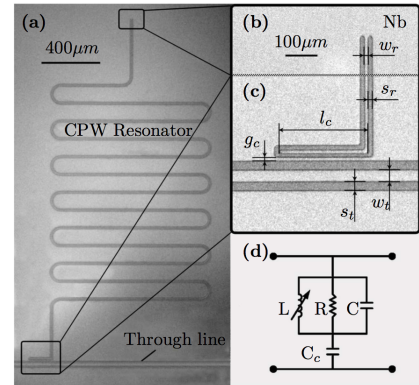 (a)
400μm
CPW Resonator
Through line
(b)
Nb
100μm
w_r
(c)
s_r
l_c
g_c
s_t
w_t
(d)
L
R
C
C_c